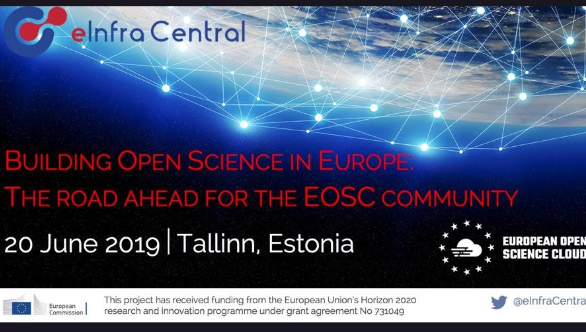 eInfra Central
BUILDING OPEN SCIENCE IN EUROPE:
THE ROAD AHEAD FOR THE EOSC COMMUNITY
20 June 2019 | Tallinn, Estonia
EUROPEAN OPEN
SCIENCE CLOUD
European
Commission
This project has received funding from the European Union's Horizon 2020
research and innovation programme under grant agreement No 731049
@eInfraCentra